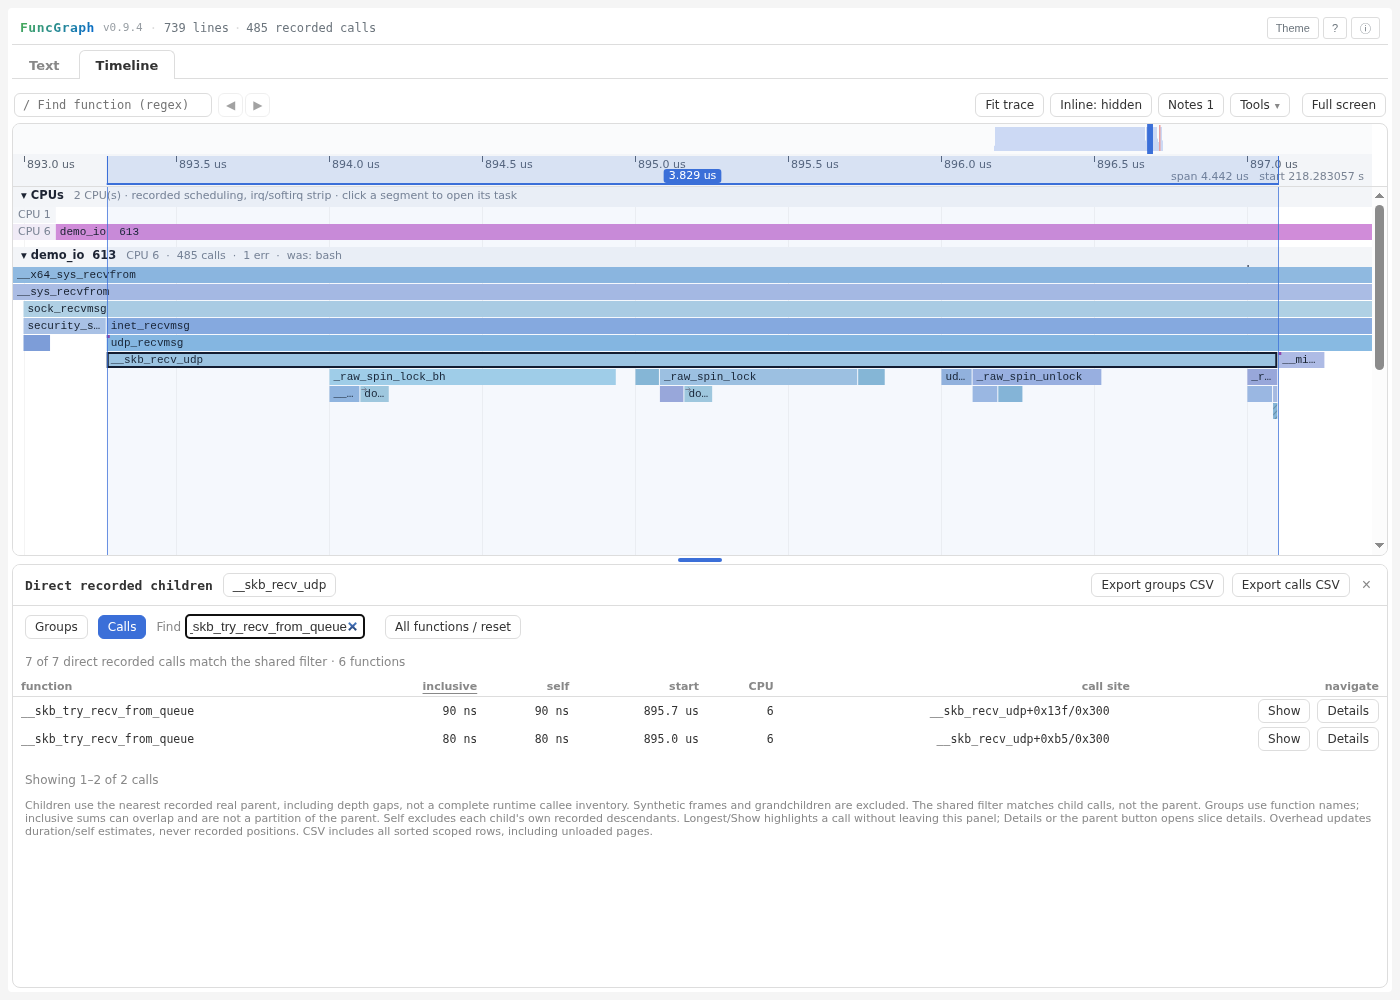 FuncGraph v0.9.4 · 739 lines · 485 recorded calls Theme ? ⓘ
Text Timeline
/ Find function (regex) ◀ ▶ Fit trace Inline: hidden Notes 1 Tools ▾ Full screen
893.0 us 893.5 us 894.0 us 894.5 us 895.0 us 895.5 us 896.0 us 896.5 us 897.0 us
3.829 us span 4.442 us start 218.283057 s
▾ CPUs 2 CPU(s) · recorded scheduling, irq/softirq strip · click a segment to open its task
CPU 1
CPU 6 demo_io 613
▾ demo_io 613 CPU 6 · 485 calls · 1 err · was: bash
__x64_sys_recvfrom
__sys_recvfrom
sock_recvmsg
security_s… inet_recvmsg
udp_recvmsg
__skb_recv_udp __mi…
_raw_spin_lock_bh _raw_spin_lock ud… _raw_spin_unlock _r…
__… do… do…
Direct recorded children __skb_recv_udp Export groups CSV Export calls CSV ×
Groups Calls Find _skb_try_recv_from_queue × All functions / reset
7 of 7 direct recorded calls match the shared filter · 6 functions
function inclusive self start CPU call site navigate
__skb_try_recv_from_queue 90 ns 90 ns 895.7 us 6 __skb_recv_udp+0x13f/0x300 Show Details
__skb_try_recv_from_queue 80 ns 80 ns 895.0 us 6 __skb_recv_udp+0xb5/0x300 Show Details
Showing 1–2 of 2 calls
Children use the nearest recorded real parent, including depth gaps, not a complete runtime callee inventory. Synthetic frames and grandchildren are excluded. The shared filter matches child calls, not the parent. Groups use function names;
inclusive sums can overlap and are not a partition of the parent. Self excludes each child's own recorded descendants. Longest/Show highlights a call without leaving this panel; Details or the parent button opens slice details. Overhead updates
duration/self estimates, never recorded positions. CSV includes all sorted scoped rows, including unloaded pages.